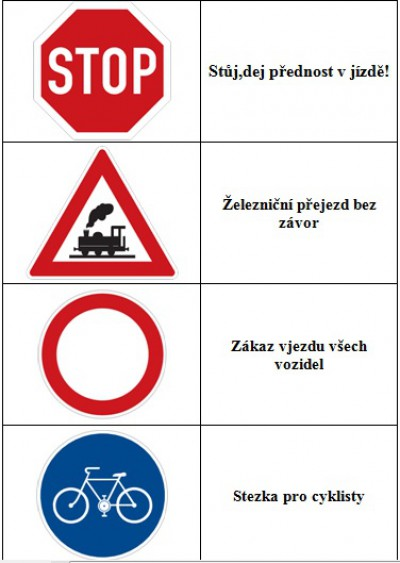 STOP
Stůj,dej přednost v jízdě!
Železniční přejezd bez
závor
Zákaz vjezdu všech
vozidel
Stezka pro cyklisty